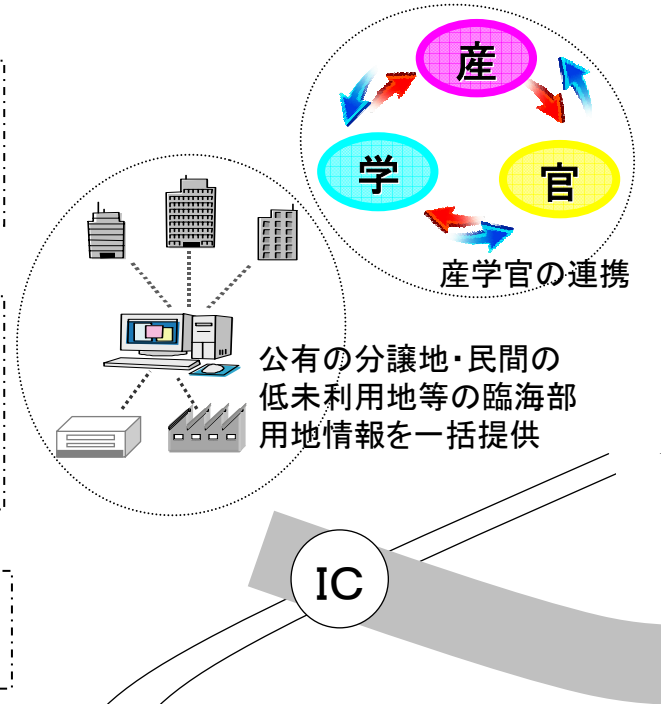 産
学
官
産学官の連携
公有の分譲地・民間の
低未利用地等の臨海部
用地情報を一括提供
IC